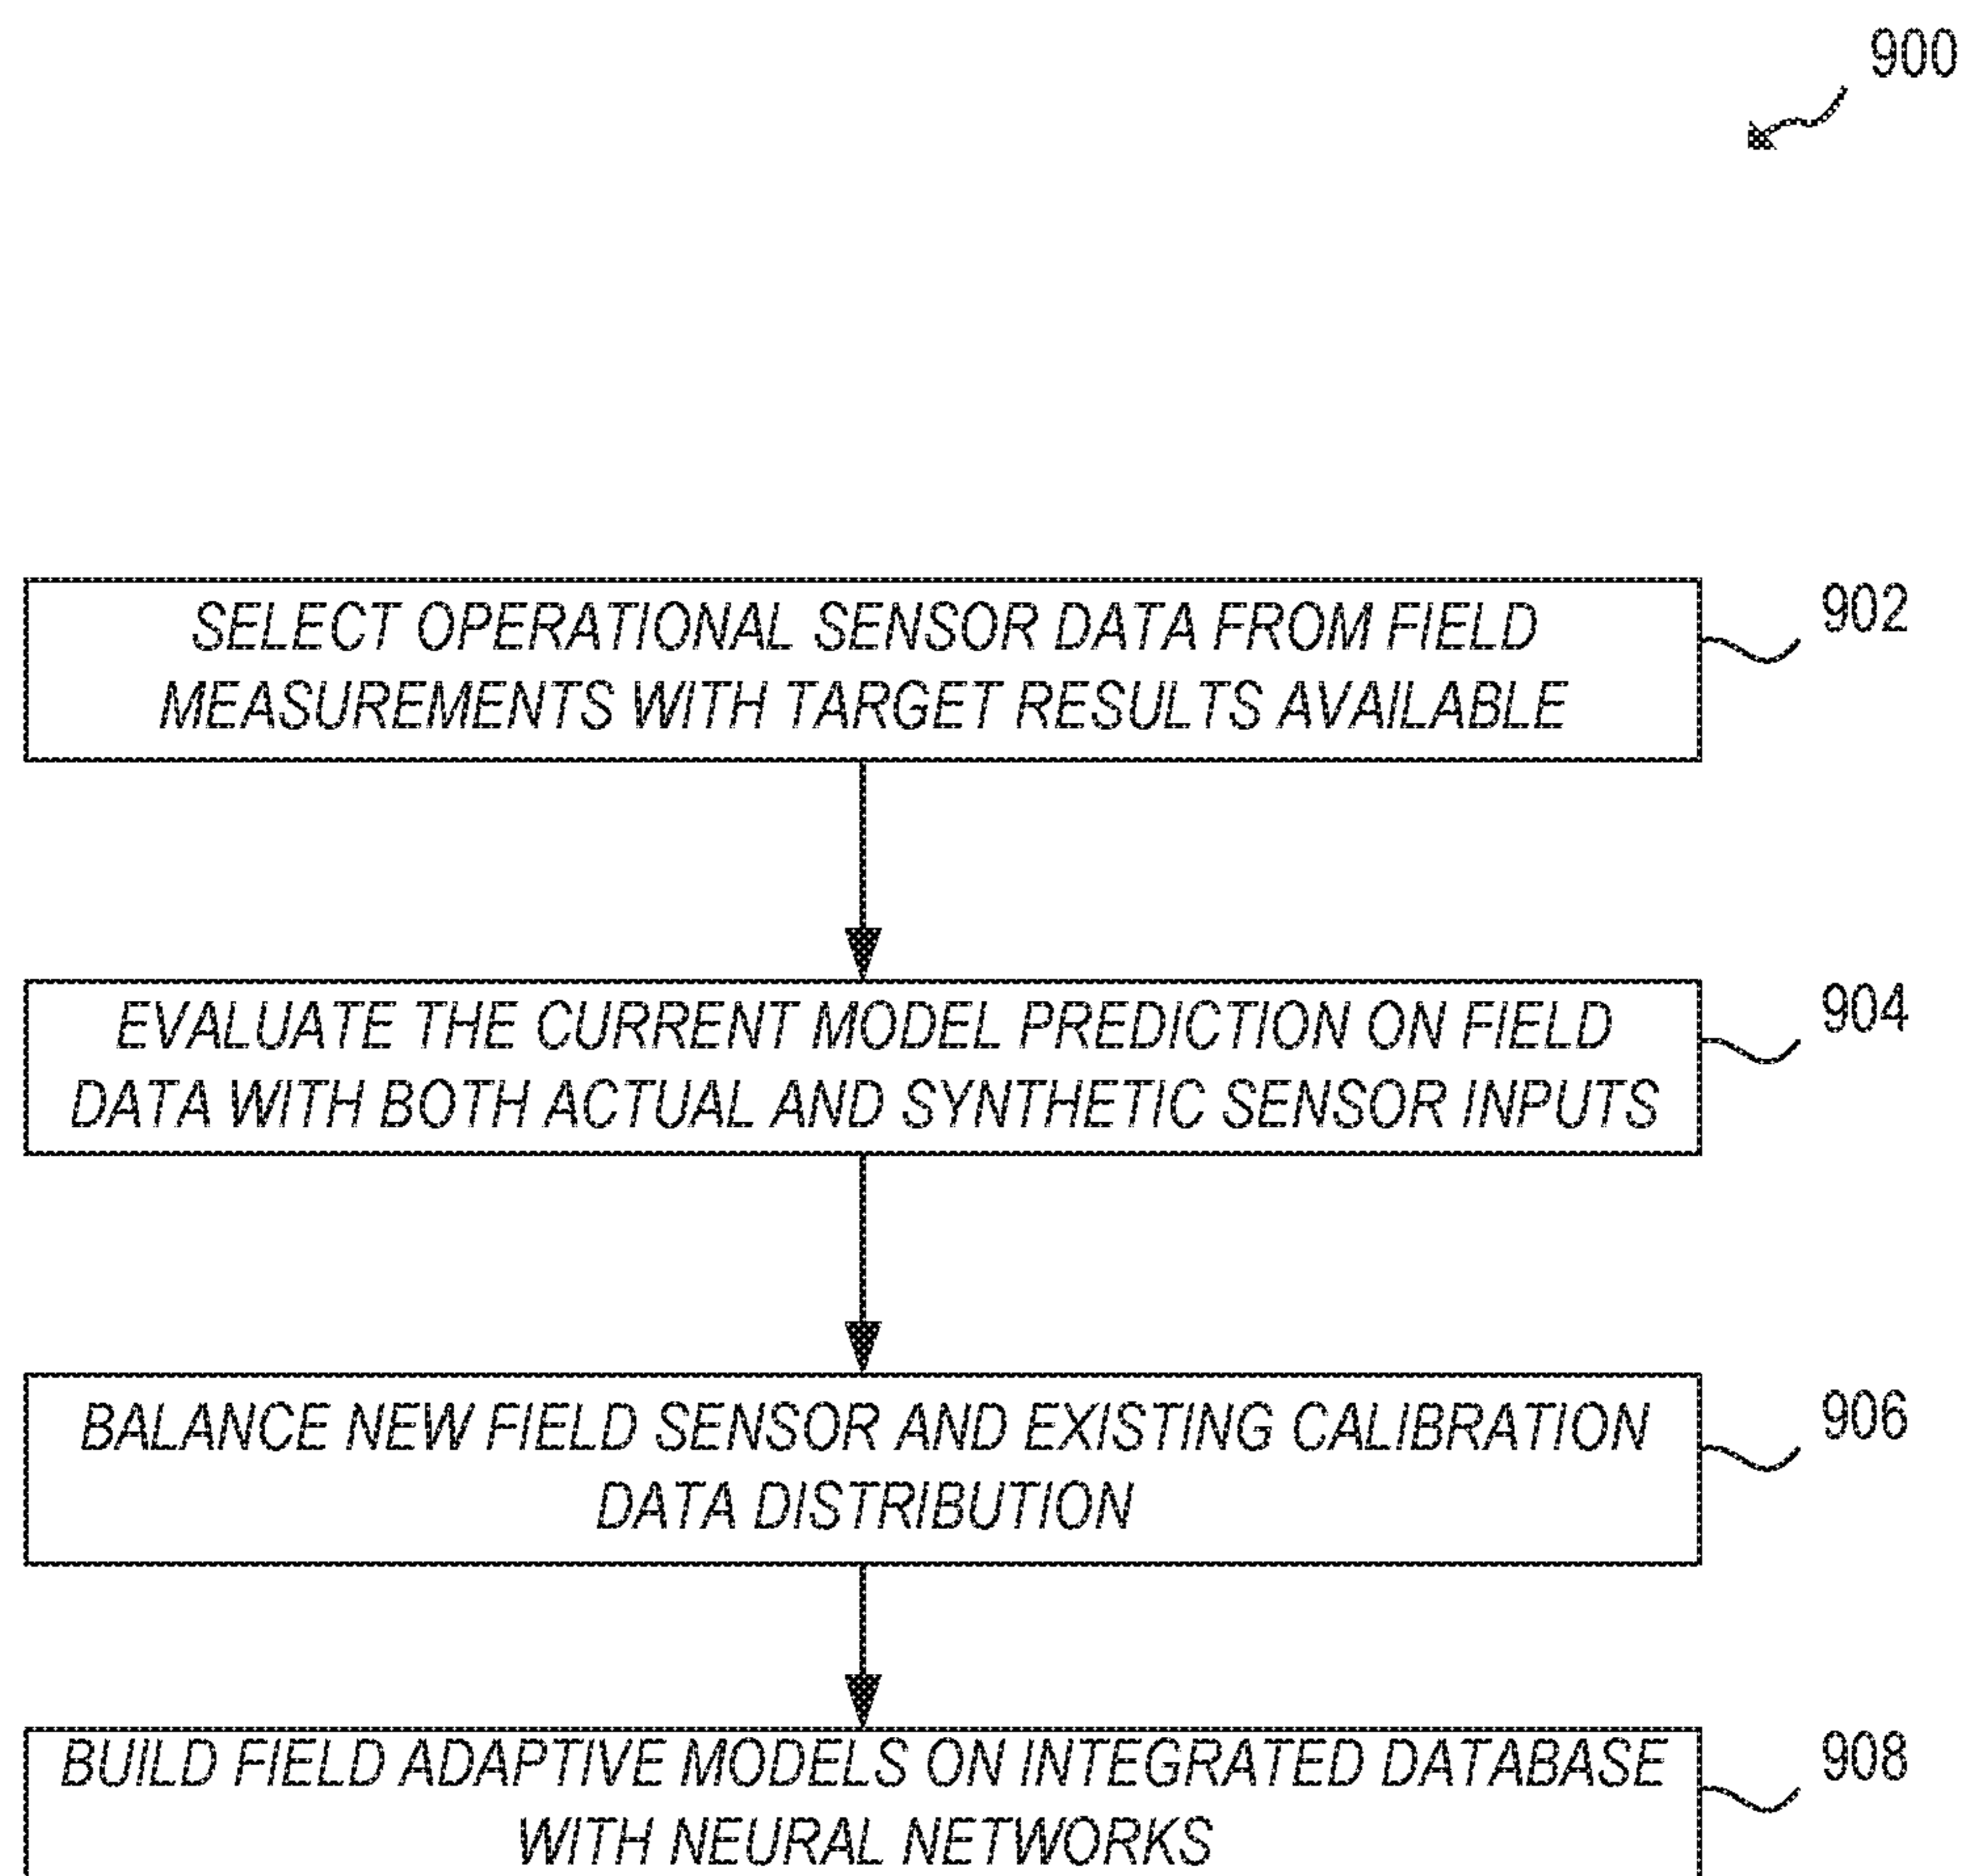 900
SELECT OPERATIONAL SENSOR DATA FROM FIELD
MEASUREMENTS WITH TARGET RESULTS AVAILABLE
902
EVALUATE THE CURRENT MODEL PREDICTION ON FIELD
DATA WITH BOTH ACTUAL AND SYNTHETIC SENSOR INPUTS
904
BALANCE NEW FIELD SENSOR AND EXISTING CALIBRATION
DATA DISTRIBUTION
906
BUILD FIELD ADAPTIVE MODELS ON INTEGRATED DATABASE
WITH NEURAL NETWORKS
908